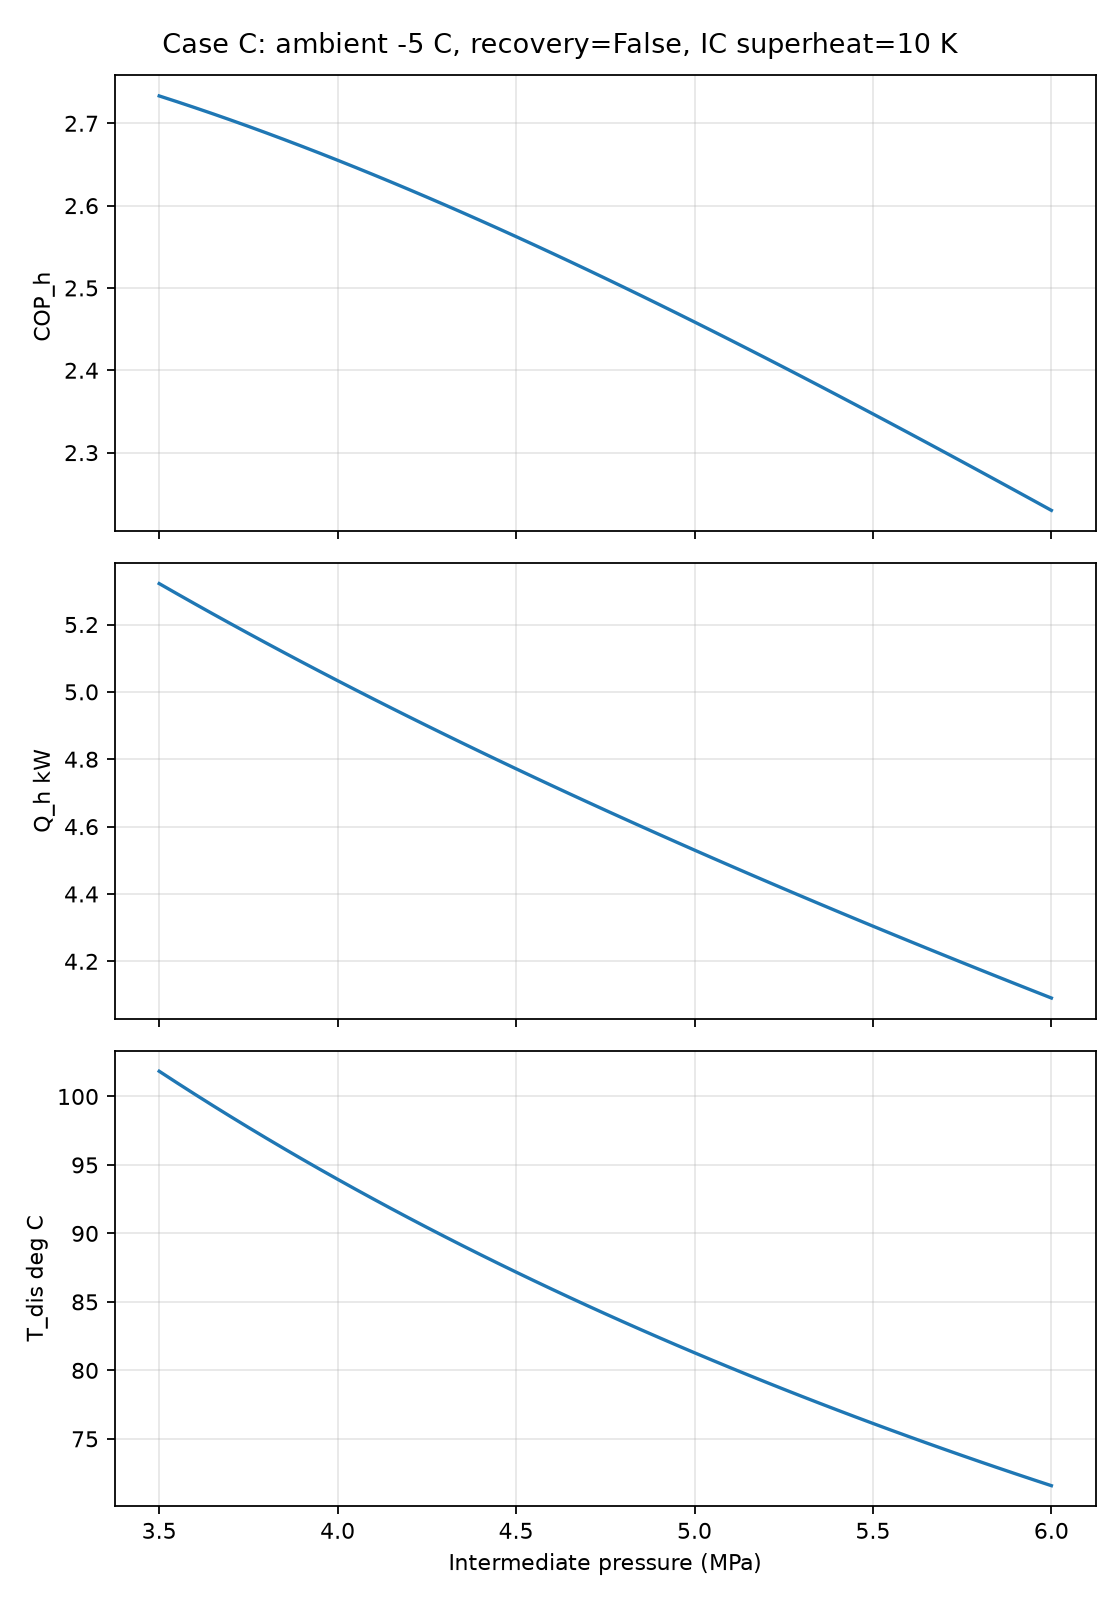 Case C: ambient -5 C, recovery=False, IC superheat=10 K
COP_h
2.7
2.6
2.5
2.4
2.3
Q_h kW
5.2
5.0
4.8
4.6
4.4
4.2
T_dis deg C
100
95
90
85
80
75
3.5 4.0 4.5 5.0 5.5 6.0
Intermediate pressure (MPa)